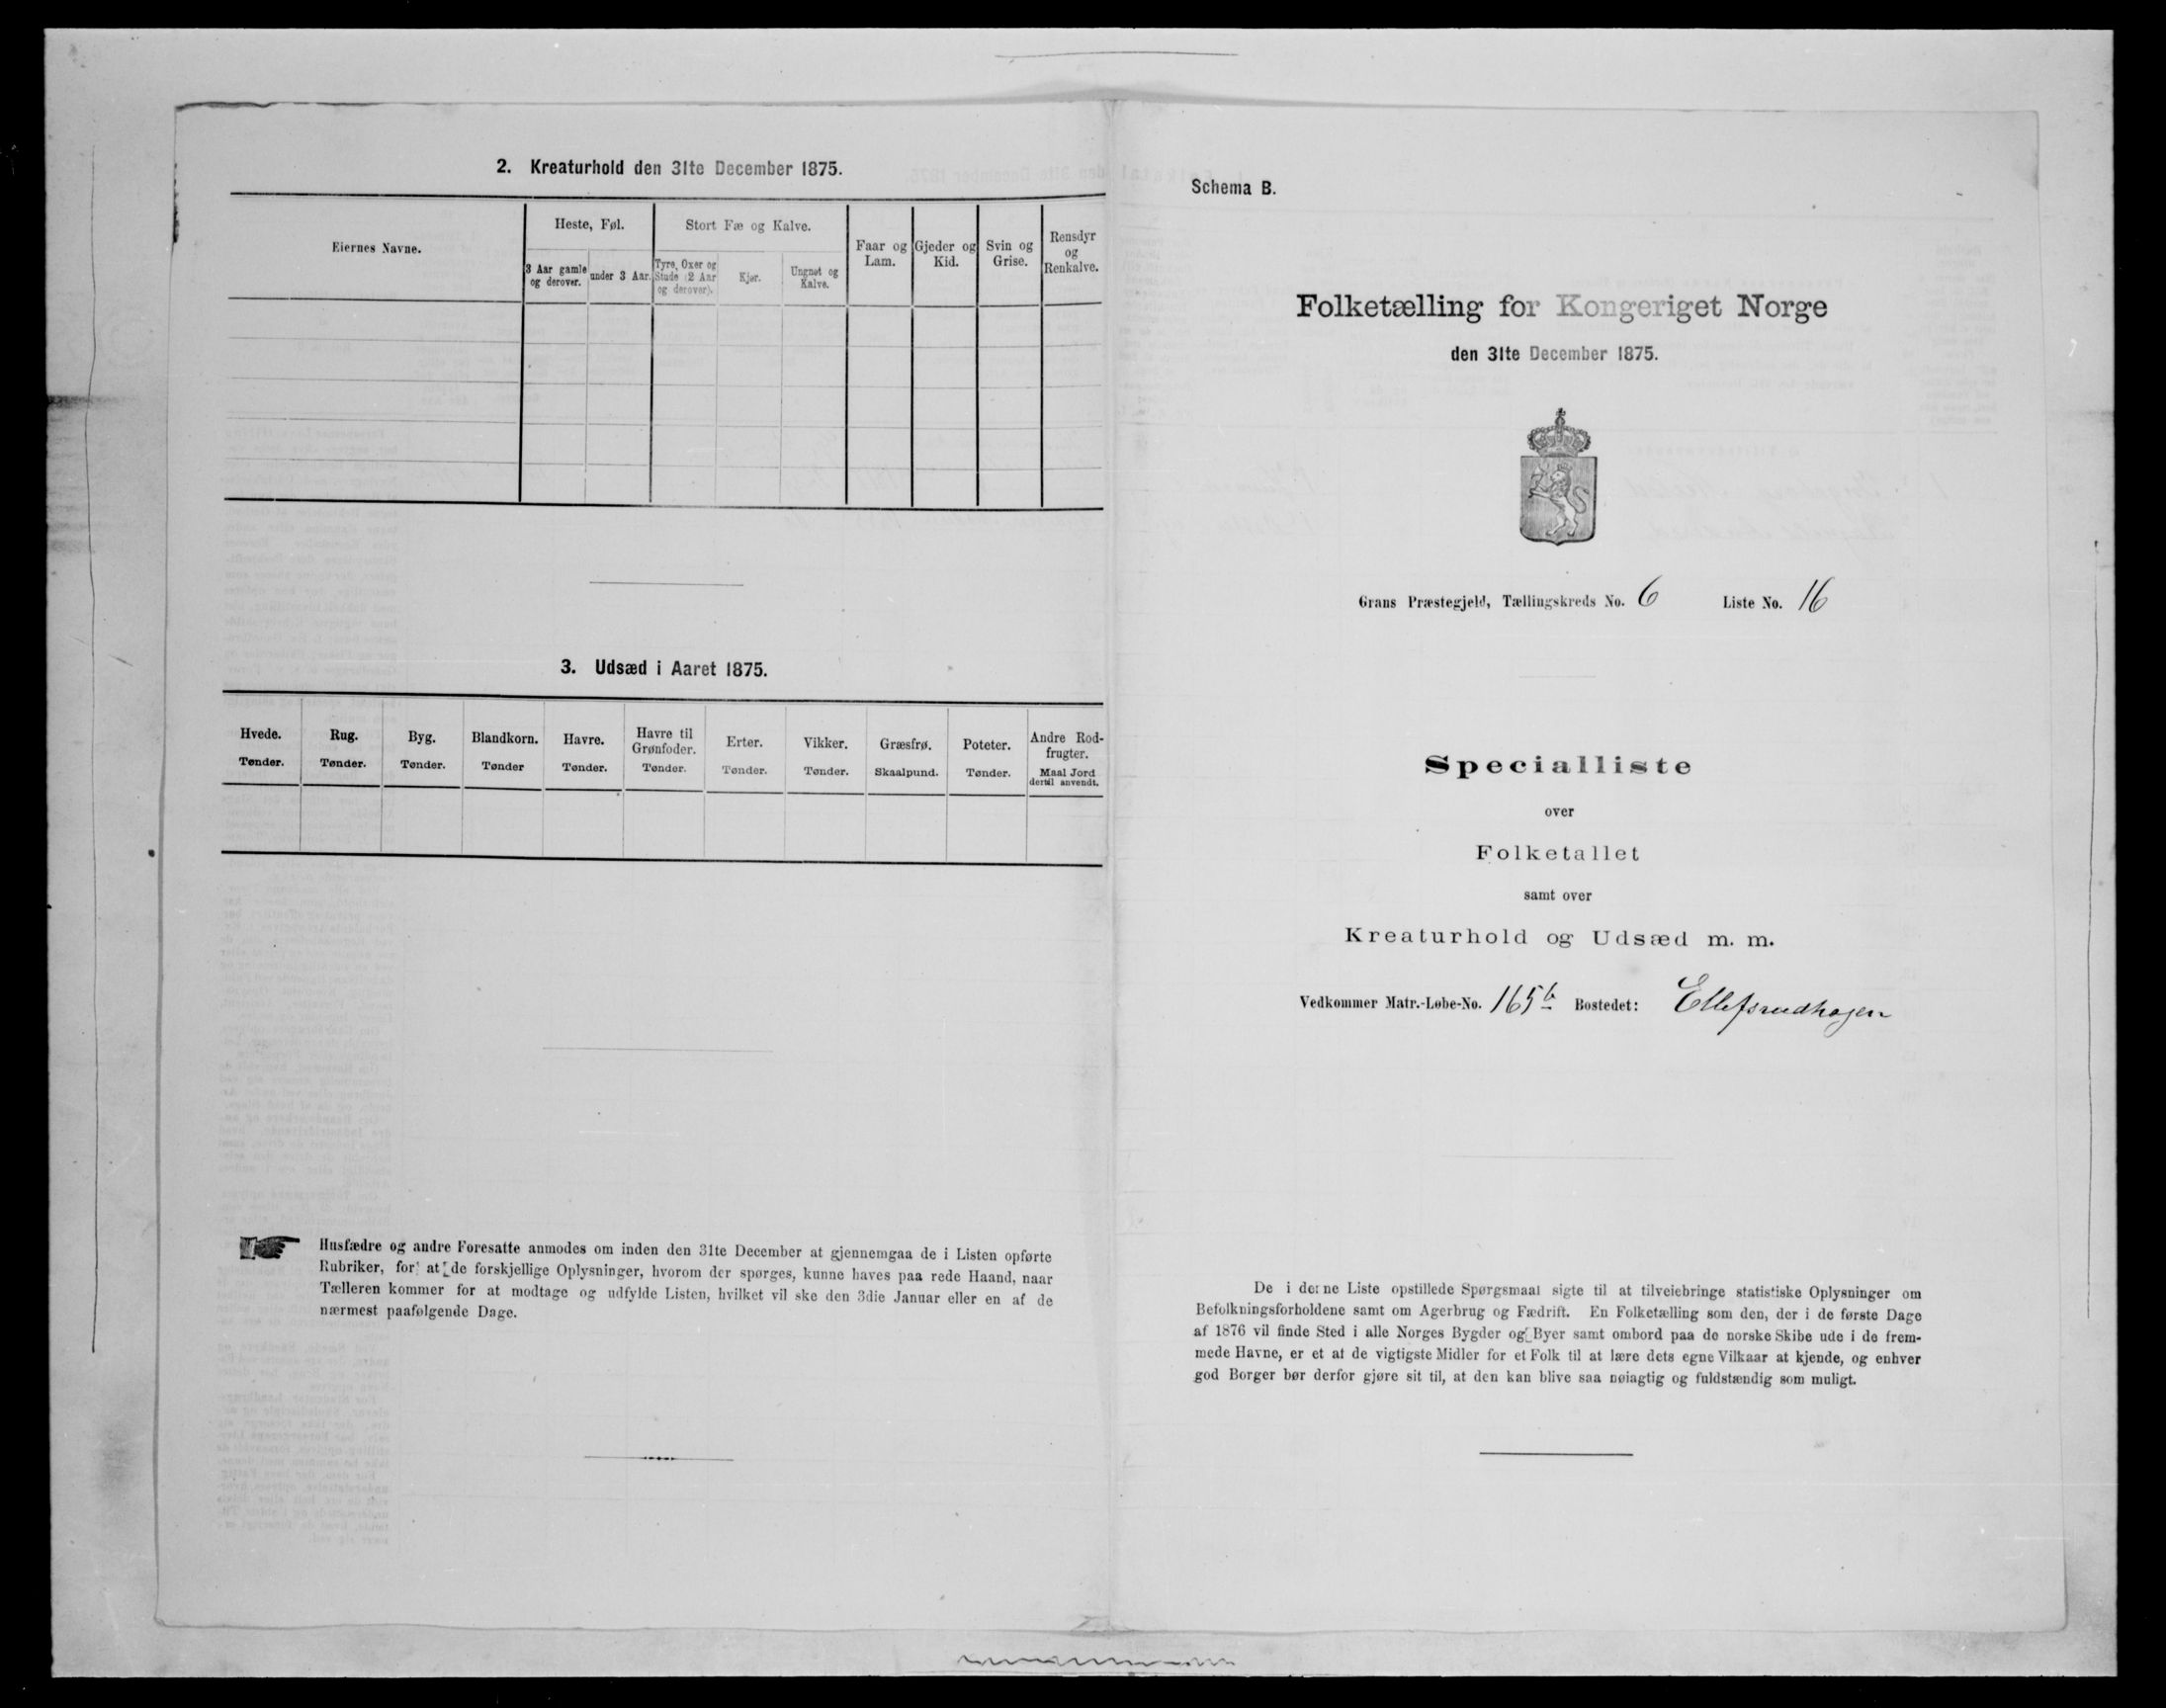 2. Kreaturhold den 31te December 1875.
Eiernes Navne.
Heste, Føl.
3 Aar gamle og derover.
under 3 Aar.
Stort Fæ og Kalve.
Tyre, Oxer og Stude (2 Aar og derover).
Kjør.
Ungnøt og Kalve.
Faar og Lam.
Gjeder og Kid.
Svin og Grise.
Rensdyr og Renkalve.
3. Udsæd i Aaret 1875.
Hvede. Tønder.
Rug. Tønder.
Byg. Tønder.
Blandkorn. Tønder
Havre. Tønder.
Havre til Grønfoder. Tønder.
Erter. Tønder.
Vikker. Tønder.
Græsfrø. Skaalpund.
Poteter. Tønder.
Andre Rod-frugter. Maal Jord dertil anvendt.
Husfædre og andre Foresatte anmodes om inden den 31te December at gjennemgaa de i Listen opførte
Rubriker, for at de forskjellige Oplysninger, hvorom der spørges, kunne haves paa rede Haand, naar
Tælleren kommer for at modtage og udfylde Listen, hvilket vil ske den 3die Januar eller en af de
nærmest paafølgende Dage.
Schema B.
Folketælling for Kongeriget Norge
den 31te December 1875.
Grans Præstegjeld, Tællingskreds No. 6 Liste No. 16
Specialliste
over
Folketallet
samt over
Kreaturhold og Udsæd m. m.
Vedkommer Matr.-Løbe-No. 165b Bostedet: Ellefsrudhagen
De i denne Liste opstillede Spørgsmaal sigte til at tilveiebringe statistiske Oplysninger om
Befolkningsforholdene samt om Agerbrug og Fædrift. En Folketælling som den, der i de første Dage
af 1876 vil finde Sted i alle Norges Bygder og Byer samt ombord paa de norske Skibe ude i de frem-
mede Havne, er et af de vigtigste Midler for et Folk til at lære dets egne Vilkaar at kjende, og enhver
god Borger bør derfor gjøre sit til, at den kan blive saa nøiagtig og fuldstændig som muligt.